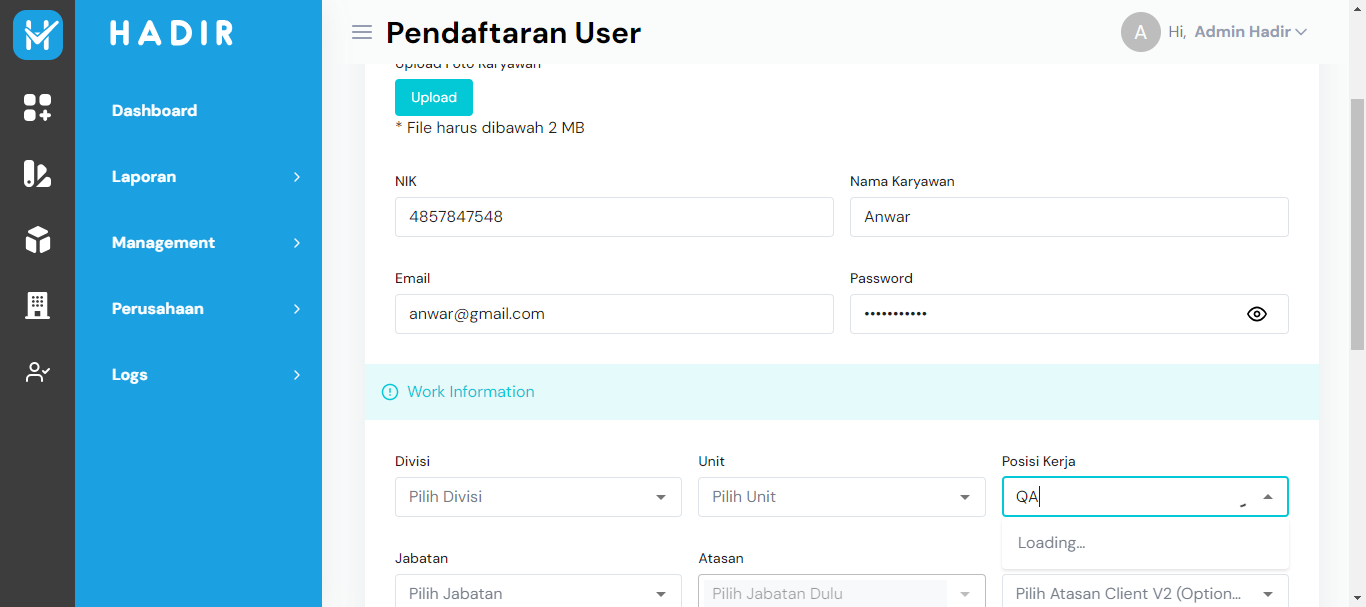 HADIR
Dashboard
Laporan
Management
Perusahaan
Logs
Pendaftaran User
A Hi, Admin Hadir
Upload Foto Karyawan
Upload
* File harus dibawah 2 MB
NIK
4857847548
Nama Karyawan
Anwar
Email
anwar@gmail.com
Password
•••••••••••
Work Information
Divisi
Pilih Divisi
Unit
Pilih Unit
Posisi Kerja
QA
Loading...
Jabatan
Pilih Jabatan
Atasan
Pilih Jabatan Dulu
Pilih Atasan Client V2 (Option...